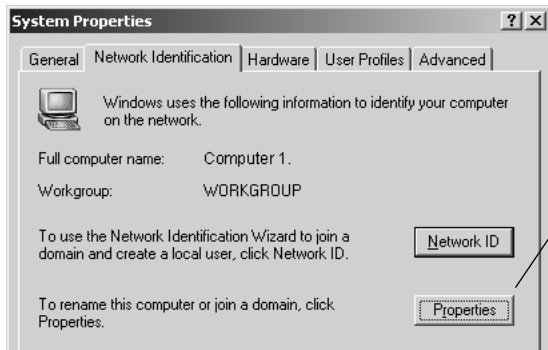 System Properties
? ×
General Network Identification Hardware User Profiles Advanced
Windows uses the following information to identify your computer
on the network.
Full computer name: Computer 1.
Workgroup: WORKGROUP
To use the Network Identification Wizard to join a
domain and create a local user, click Network ID.
Network ID
To rename this computer or join a domain, click
Properties.
Properties